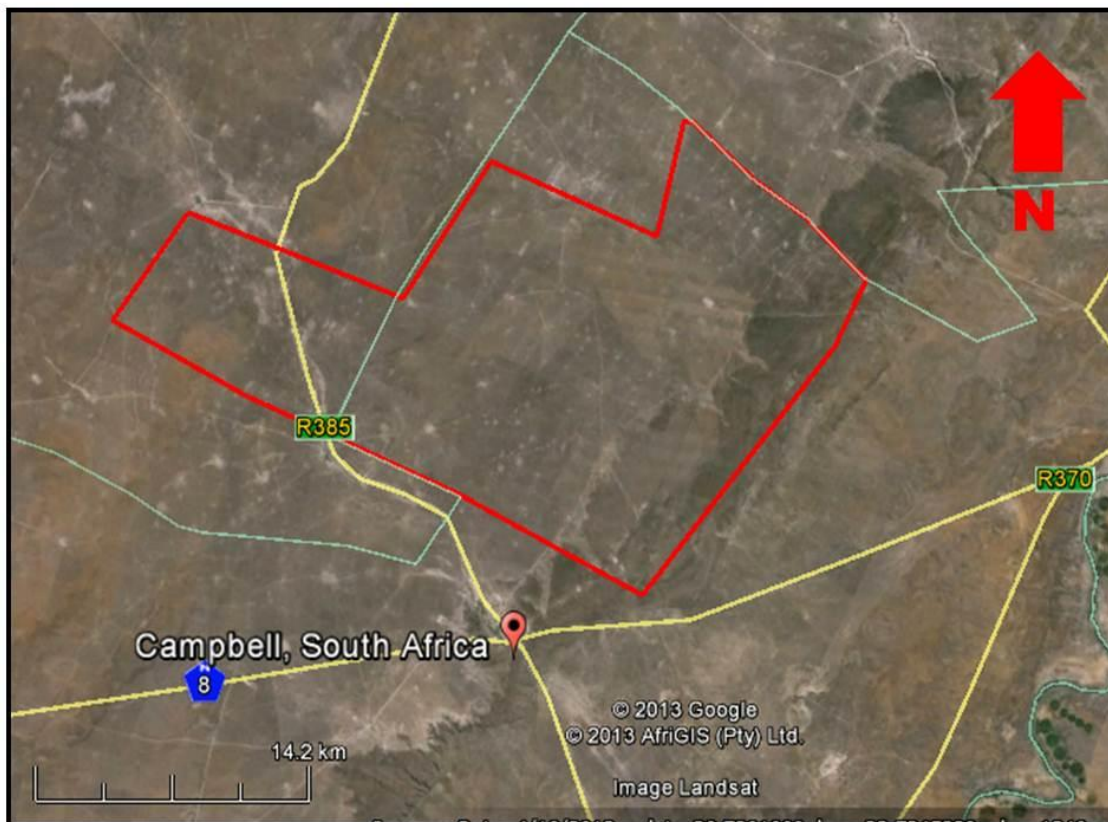 N
R385
R370
Campbell, South Africa
N
8
© 2013 Google
© 2013 AfriGIS (Pty) Ltd.
14.2 km
Image Landsat